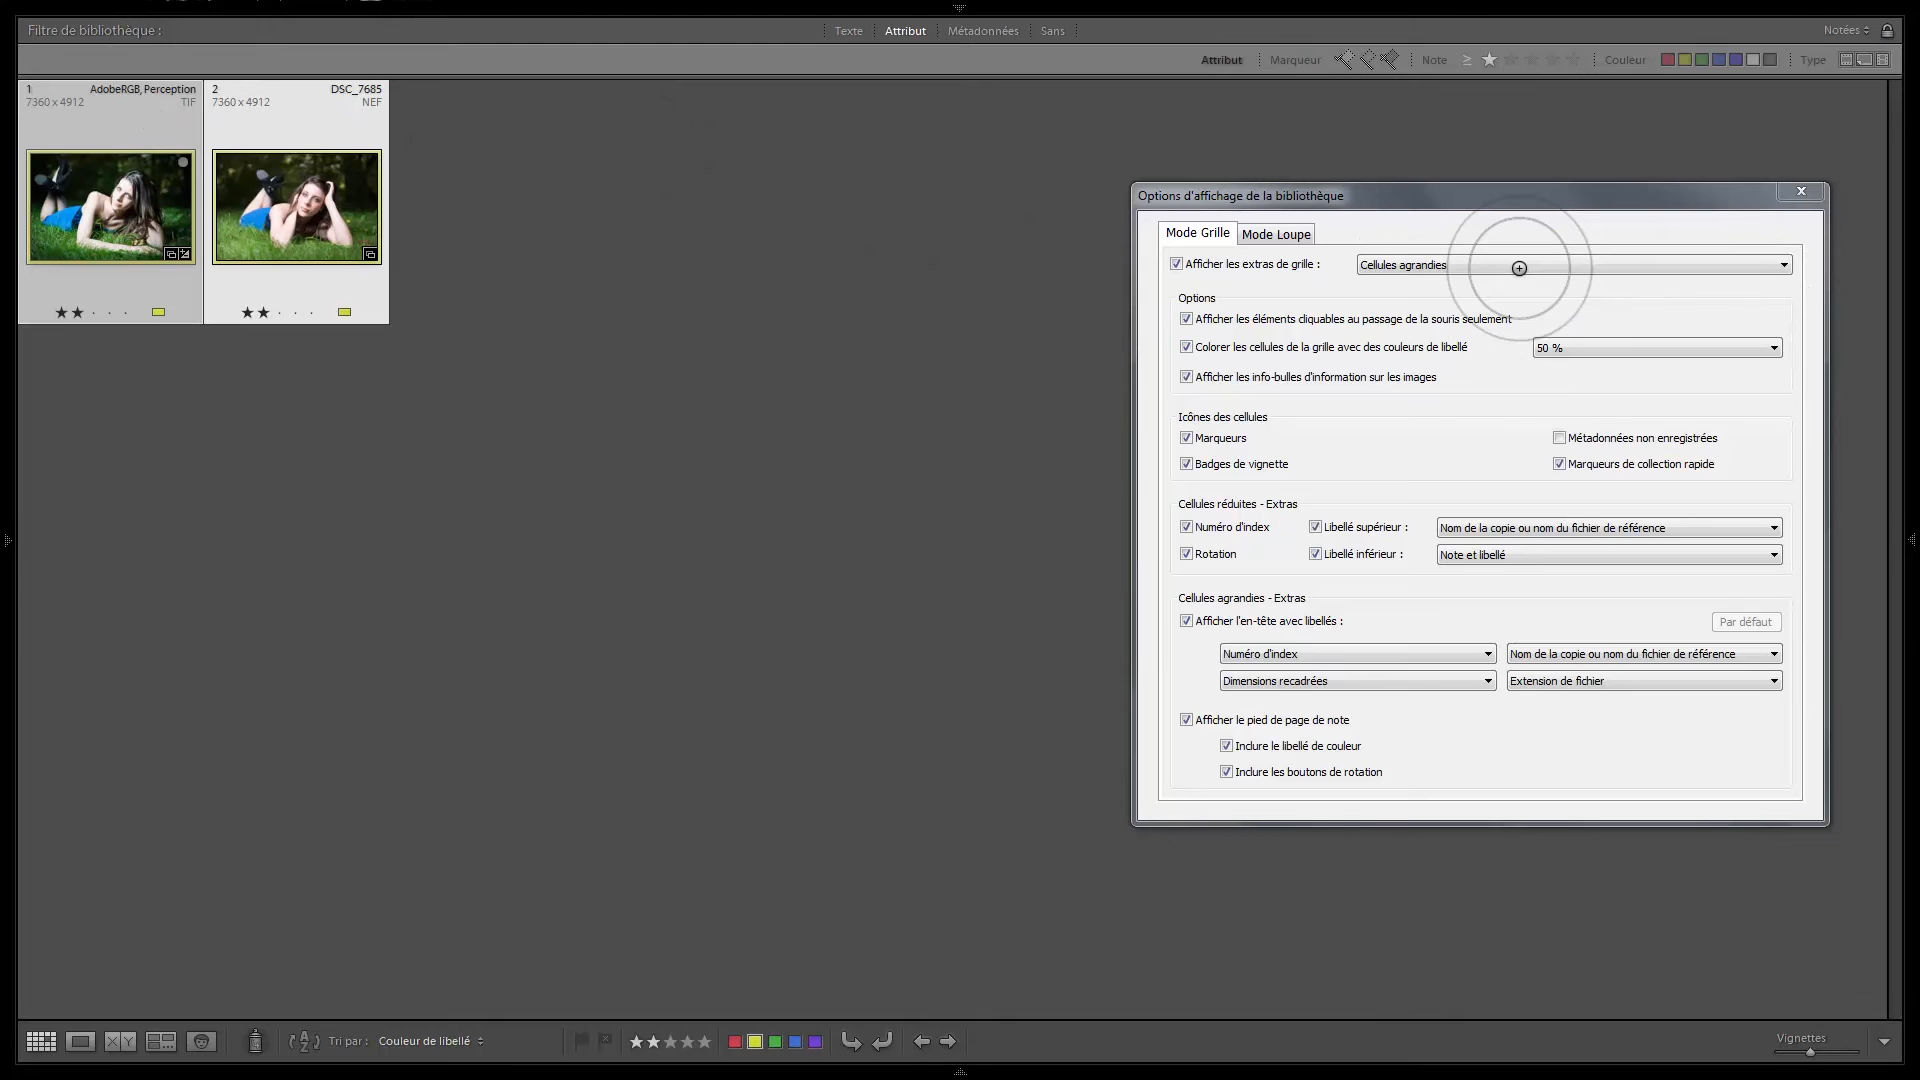 Filtre de bibliothèque :
Texte Attribut Métadonnées Sans
Notées
Attribut Marqueur Note ≥ Couleur Type
1 AdobeRGB, Perception
7360 x 4912 TIF
2 DSC_7685
7360 x 4912 NEF
Options d'affichage de la bibliothèque
Mode Grille Mode Loupe
Afficher les extras de grille : Cellules agrandies
Options
Afficher les éléments cliquables au passage de la souris seulement
Colorer les cellules de la grille avec des couleurs de libellé 50 %
Afficher les info-bulles d'information sur les images
Icônes des cellules
Marqueurs Métadonnées non enregistrées
Badges de vignette Marqueurs de collection rapide
Cellules réduites - Extras
Numéro d'index Libellé supérieur : Nom de la copie ou nom du fichier de référence
Rotation Libellé inférieur : Note et libellé
Cellules agrandies - Extras
Afficher l'en-tête avec libellés : Par défaut
Numéro d'index Nom de la copie ou nom du fichier de référence
Dimensions recadrées Extension de fichier
Afficher le pied de page de note
Inclure le libellé de couleur
Inclure les boutons de rotation
XY AZ Tri par : Couleur de libellé Vignettes